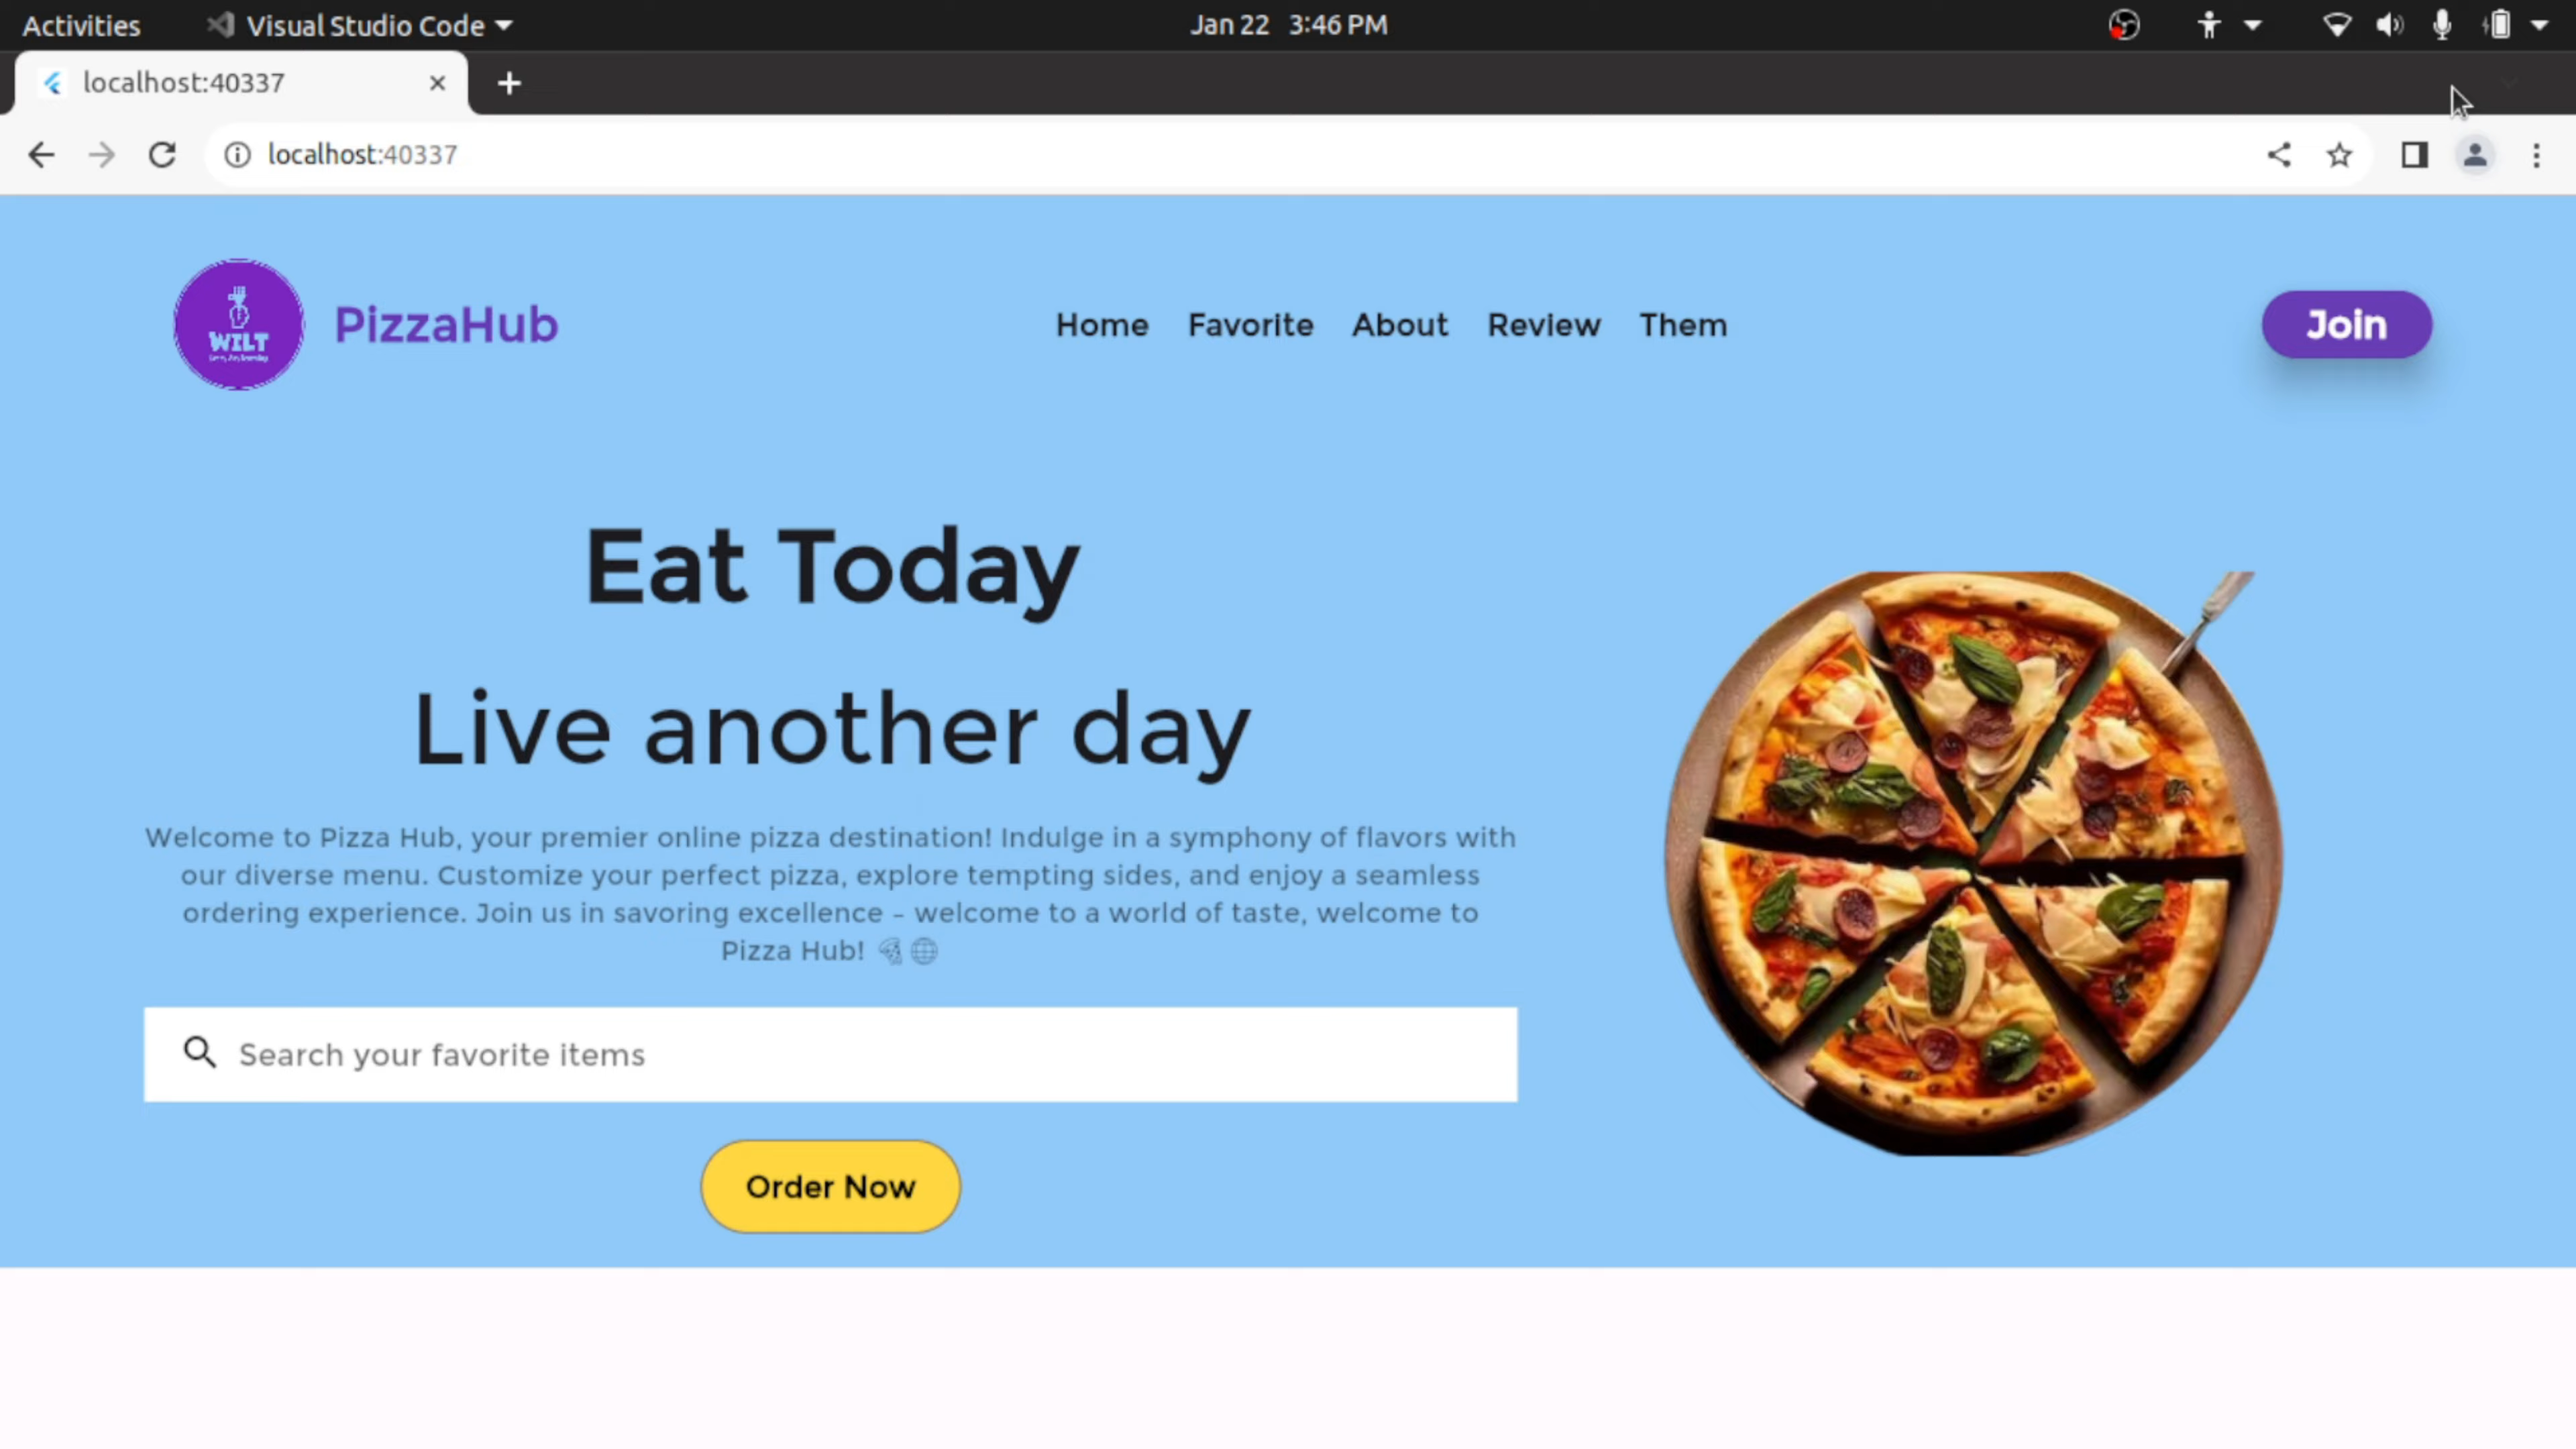 Activities
Visual Studio Code
Jan 22 3:46 PM
localhost:40337
localhost:40337
WILT
PizzaHub
Home
Favorite
About
Review
Them
Join
Eat Today
Live another day
Welcome to Pizza Hub, your premier online pizza destination! Indulge in a symphony of flavors with
our diverse menu. Customize your perfect pizza, explore tempting sides, and enjoy a seamless
ordering experience. Join us in savoring excellence – welcome to a world of taste, welcome to
Pizza Hub! 🍕🌐
Search your favorite items
Order Now